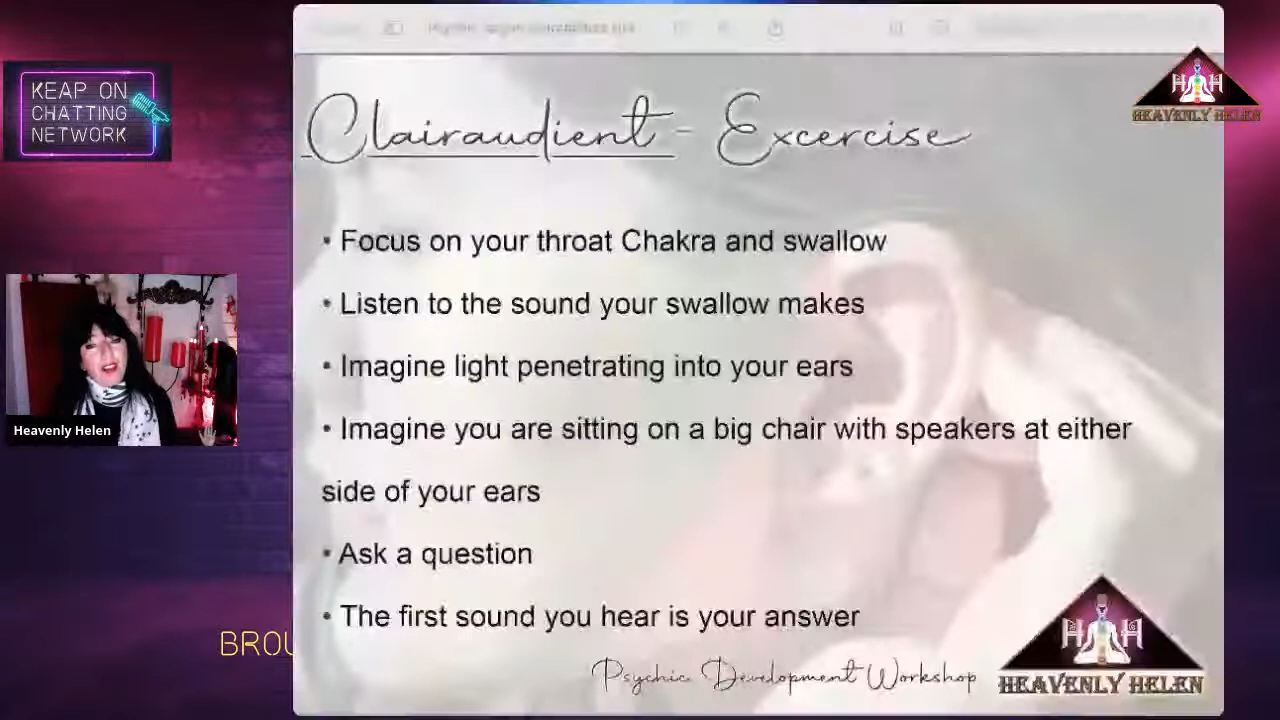 KEAP ON
CHATTING
NETWORK
HEAVENLY HELEN
Clairaudient - Excercise
• Focus on your throat Chakra and swallow
• Listen to the sound your swallow makes
• Imagine light penetrating into your ears
• Imagine you are sitting on a big chair with speakers at either
side of your ears
• Ask a question
• The first sound you hear is your answer
Heavenly Helen
BROU
Psychic Development Workshop
HEAVENLY HELEN